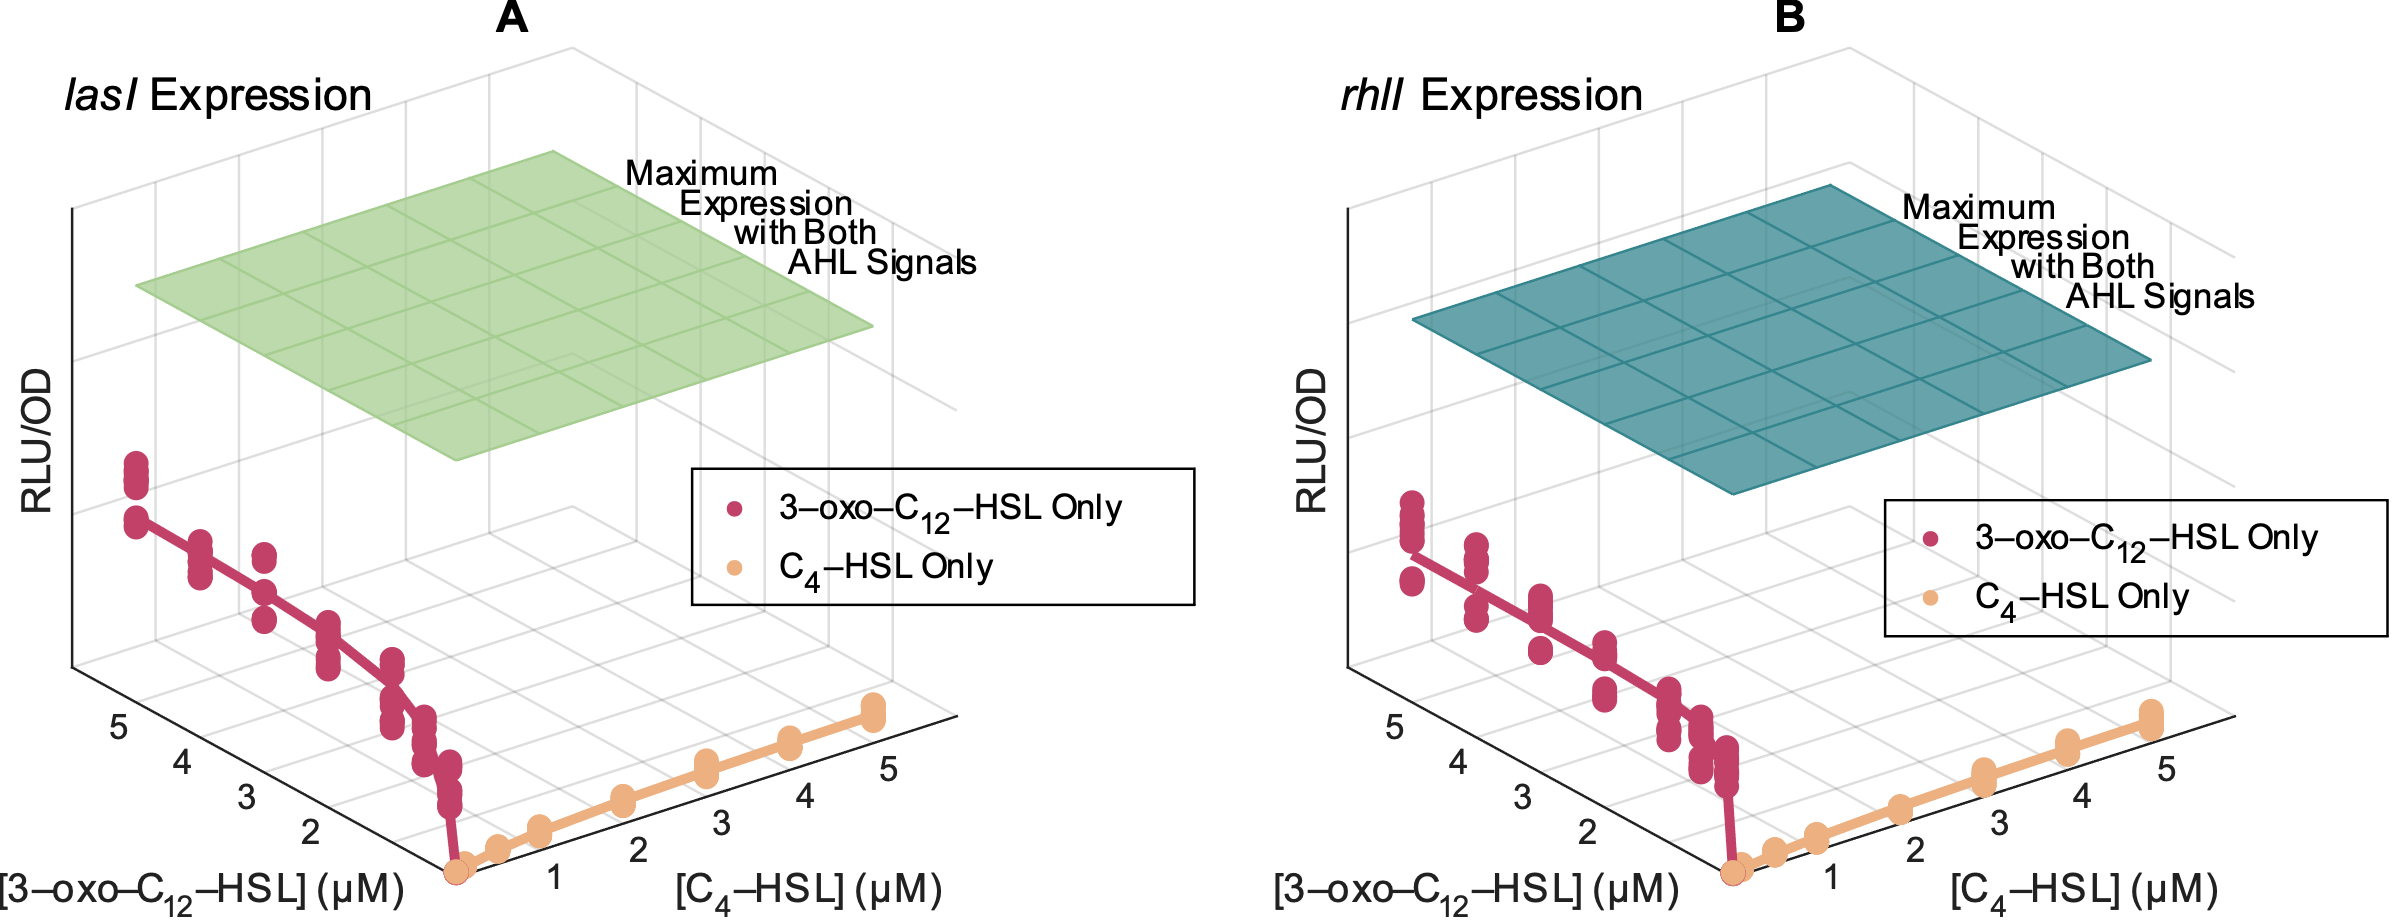 A
lasI Expression
Maximum
Expression
with Both
AHL Signals
RLU/OD
3–oxo–C12–HSL Only
C4–HSL Only
5
4
3
2
[3–oxo–C12–HSL] (μM)
1
2
3
4
5
[C4–HSL] (μM)
B
rhlI Expression
Maximum
Expression
with Both
AHL Signals
RLU/OD
3–oxo–C12–HSL Only
C4–HSL Only
5
4
3
2
[3–oxo–C12–HSL] (μM)
1
2
3
4
5
[C4–HSL] (μM)